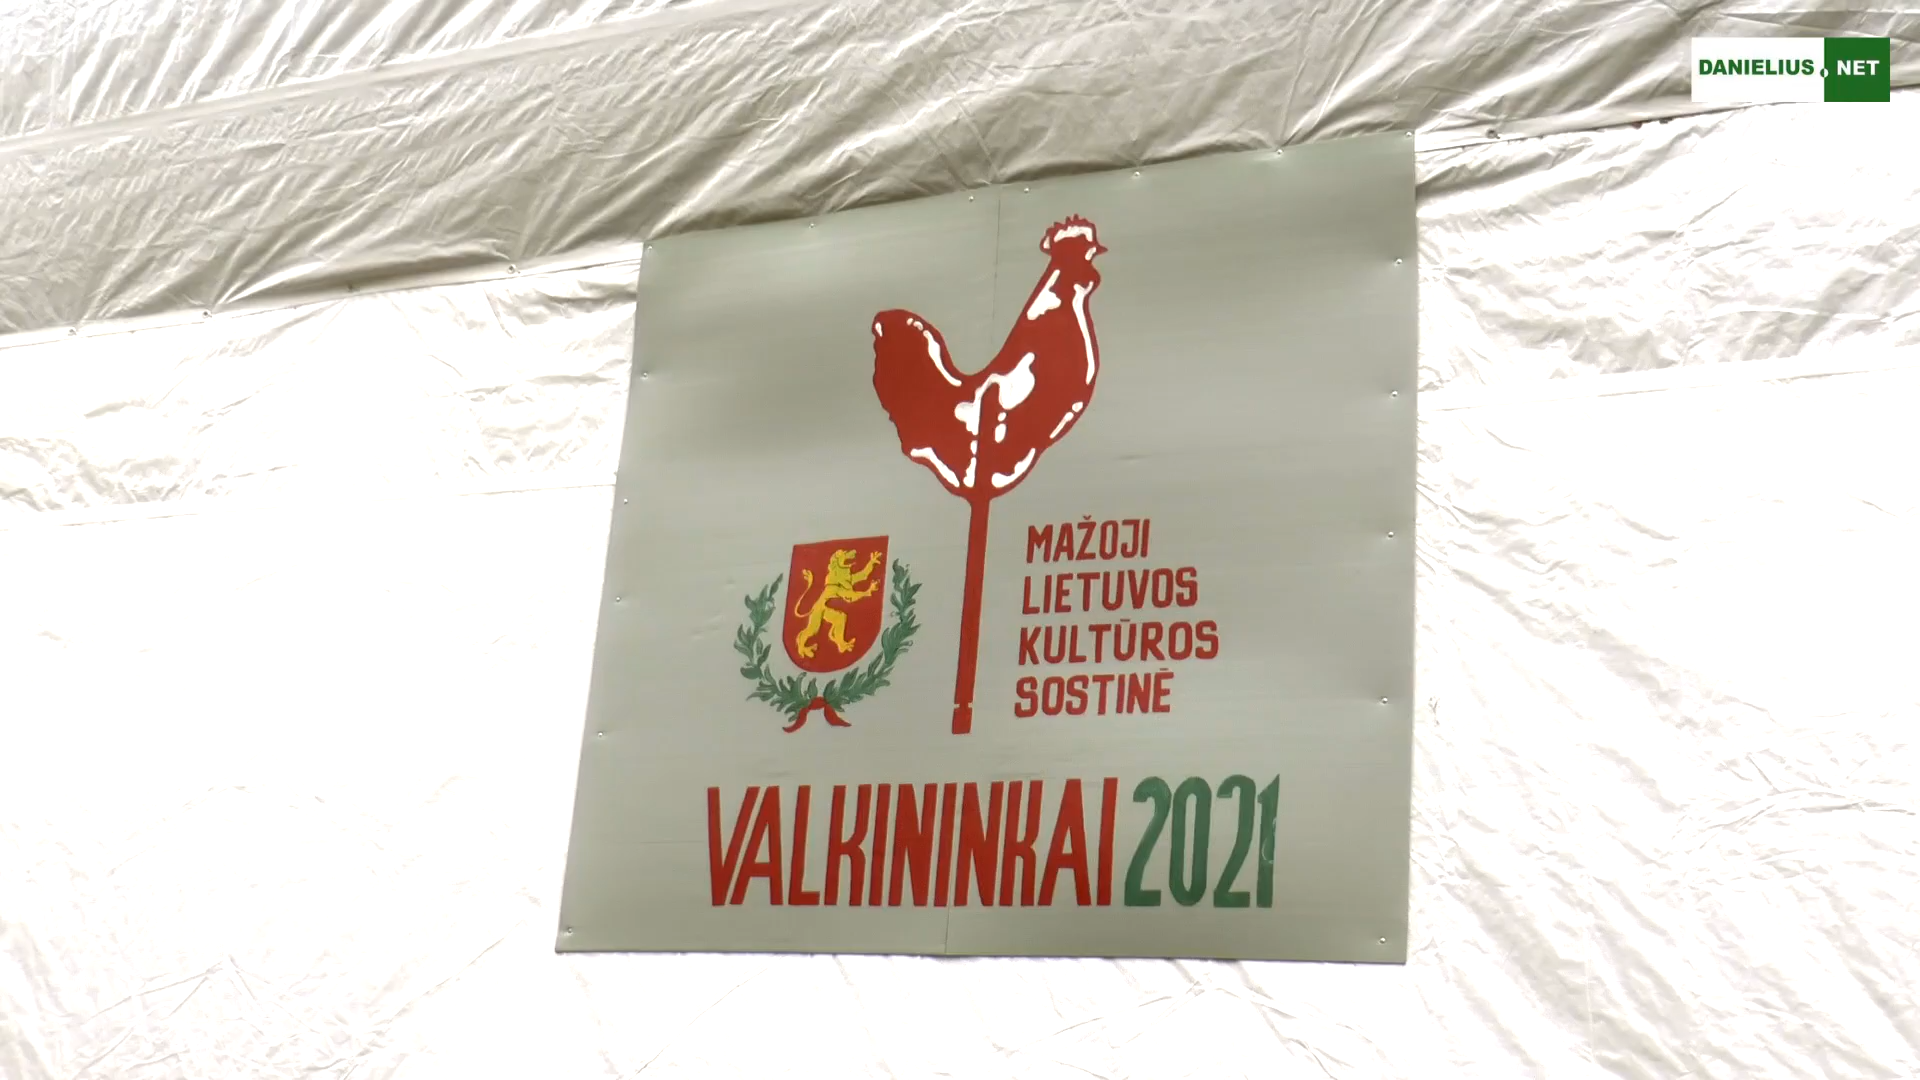 DANIELIUS.NET
MAŽOJI
LIETUVOS
KULTŪROS
SOSTINĖ
VALKININKAI 2021